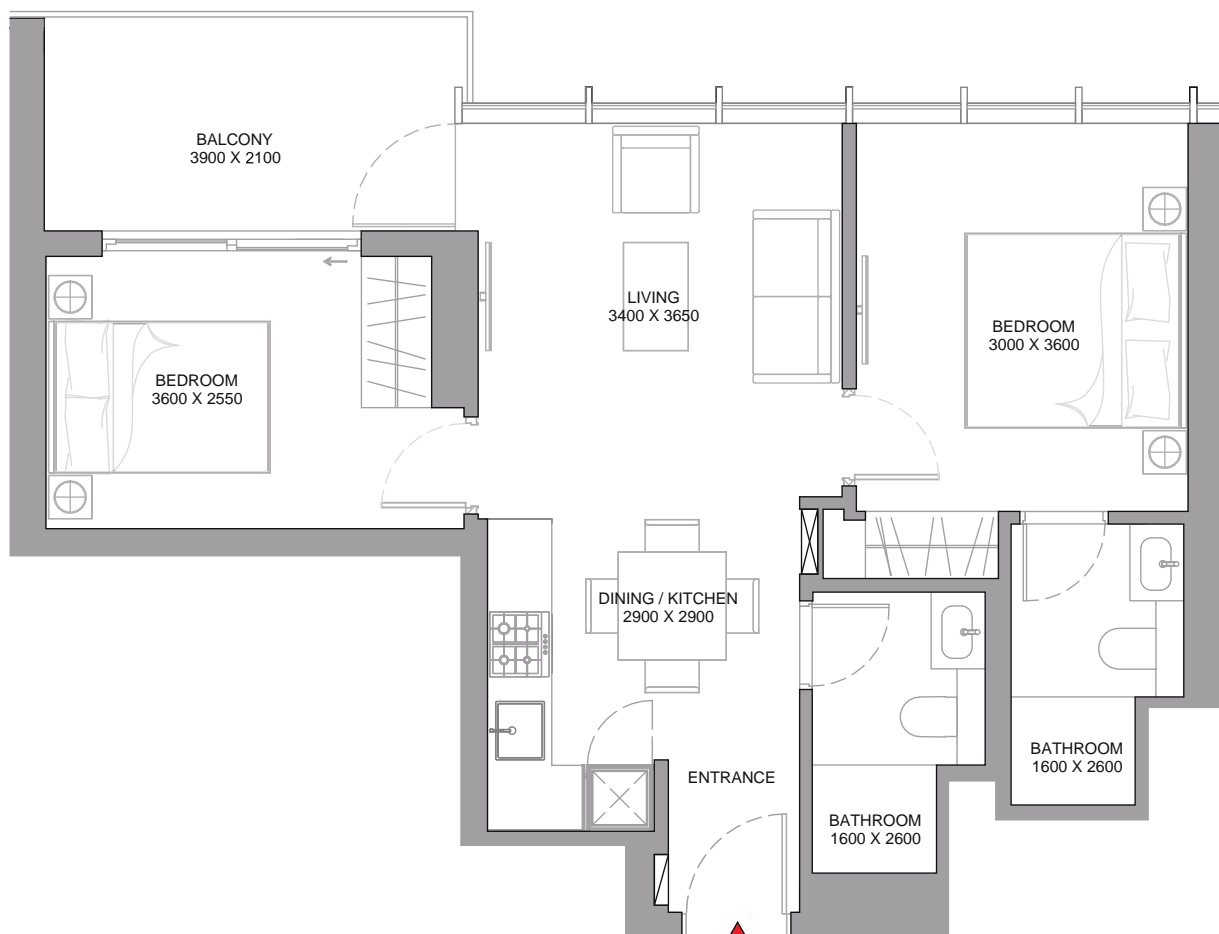 BALCONY
3900 X 2100
LIVING
3400 X 3650
BEDROOM
3000 X 3600
BEDROOM
3600 X 2550
DINING / KITCHEN
2900 X 2900
ENTRANCE
BATHROOM
1600 X 2600
BATHROOM
1600 X 2600